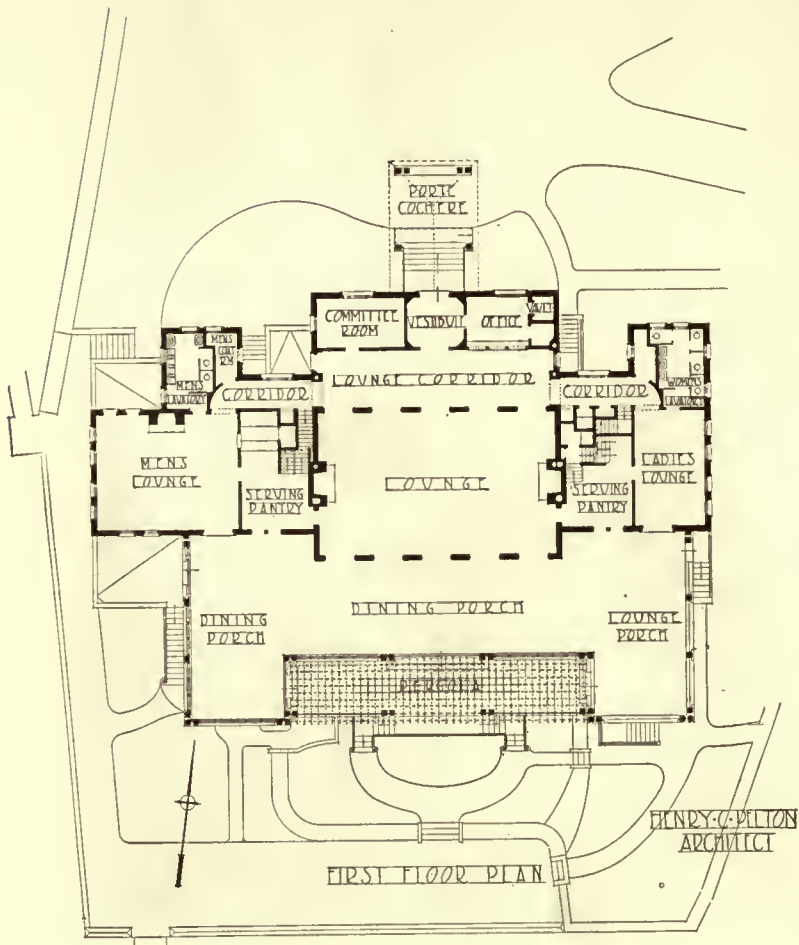 PORTE
COCHERE
COMMITTEE
ROOM
VESTIBULE
OFFICE
VAULT
MENS
LAVATORY
CORRIDOR
LOUNGE CORRIDOR
CORRIDOR
WOMENS
LAVATORY
MENS
LOUNGE
SERVING
PANTRY
LOUNGE
SERVING
PANTRY
LADIES
LOUNGE
DINING
PORCH
DINING PORCH
LOUNGE
PORCH
PERGOLA
HENRY·C·PELTON
ARCHITECT
FIRST FLOOR PLAN